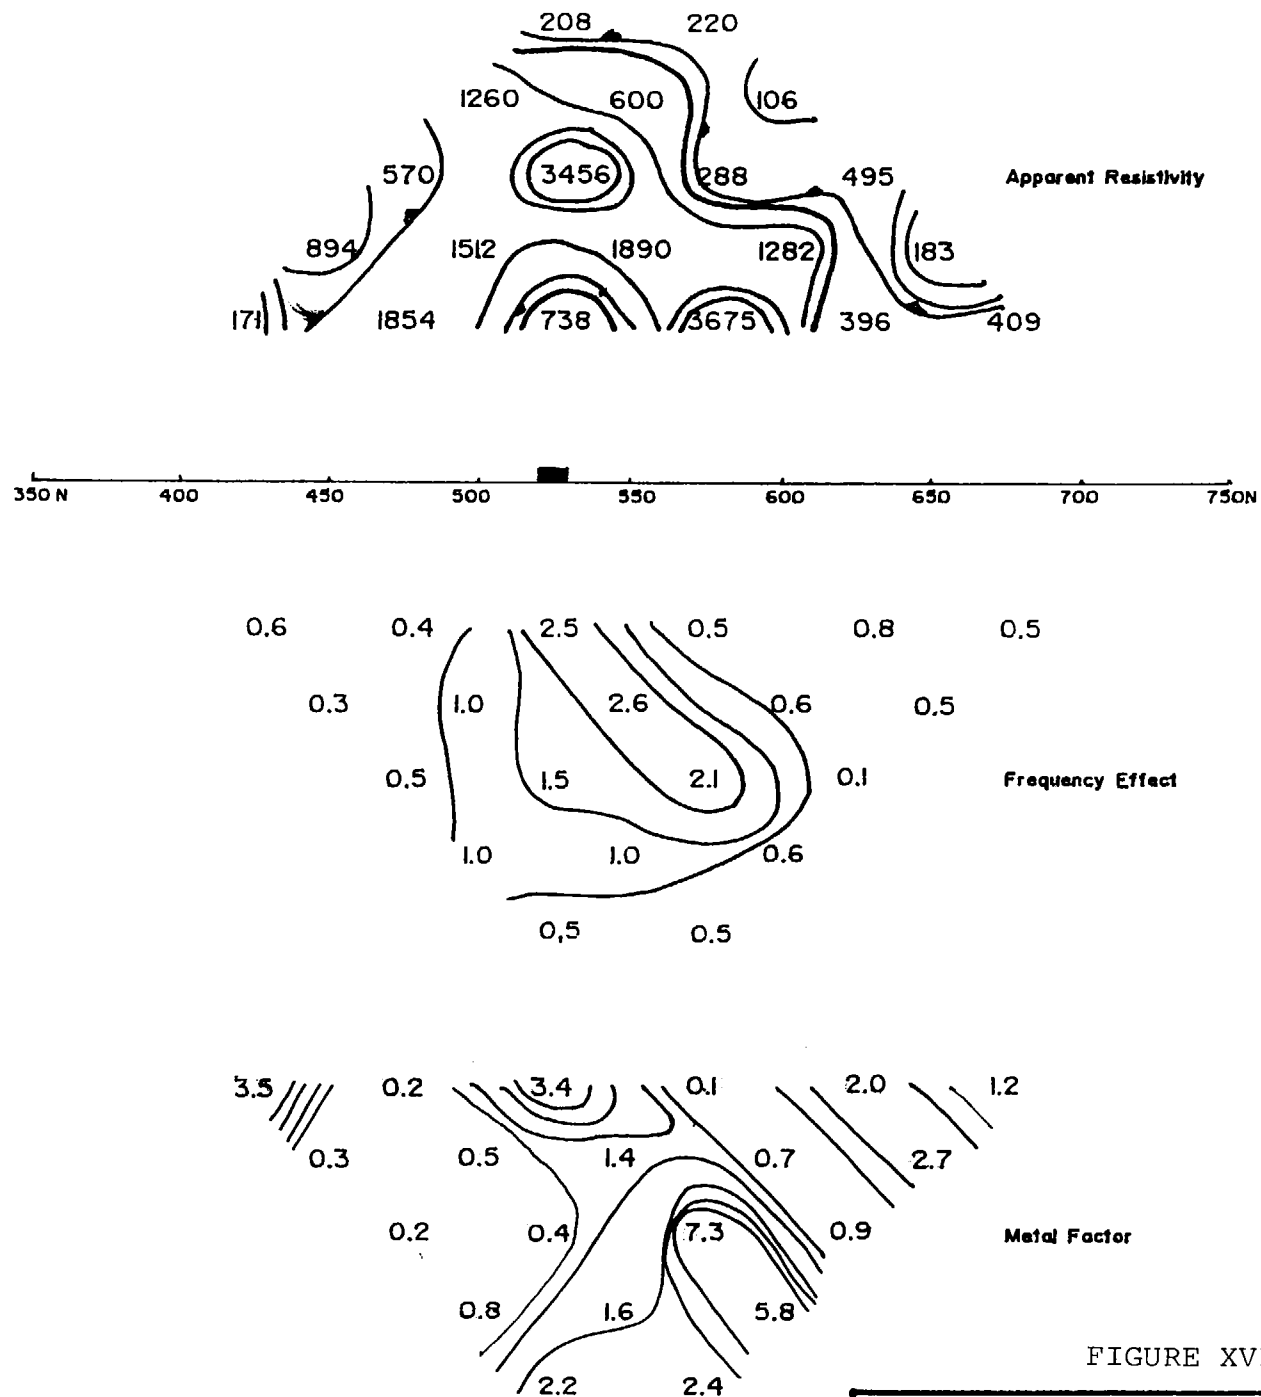 208 220
1260 600 106
570 3456 288 495 Apparent Resistivity
894 1512 1890 1282 183
171 1854 738 3675 396 409
350 N 400 450 500 550 600 650 700 750N
0.6 0.4 2.5 0.5 0.8 0.5
0.3 1.0 2.6 0.6 0.5
0.5 1.5 2.1 0.1 Frequency Effect
1.0 1.0 0.6
0,5 0.5
3.5 0.2 3.4 0.1 2.0 1.2
0.3 0.5 1.4 0.7 2.7
0.2 0.4 7.3 0.9 Metal Factor
0.8 1.6 5.8
2.2 2.4
FIGURE